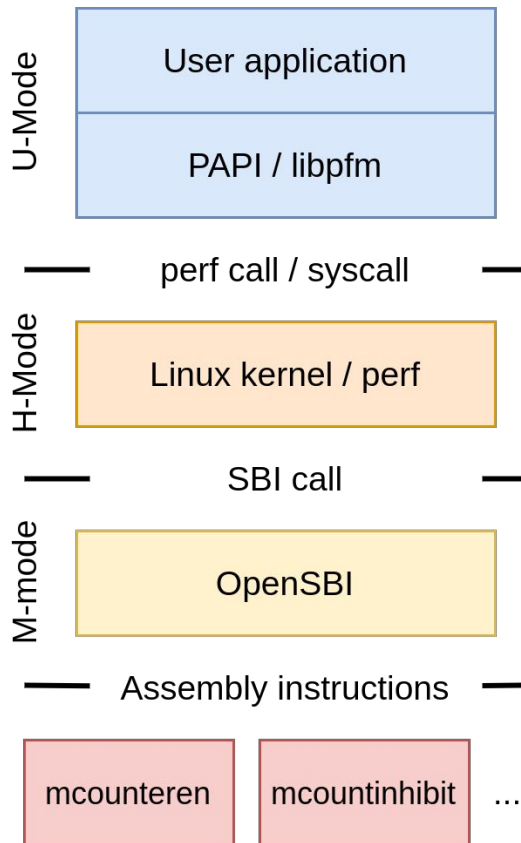 U-Mode
User application
PAPI / libpfm
perf call / syscall
H-Mode
Linux kernel / perf
SBI call
M-mode
OpenSBI
Assembly instructions
mcounteren
mcountinhibit
...